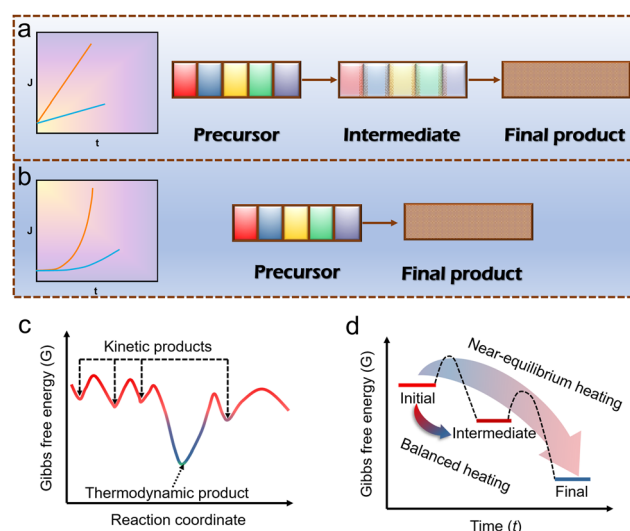 a
J
t
Precursor
Intermediate
Final product
b
J
t
Precursor
Final product
c
Kinetic products
Gibbs free energy (G)
Thermodynamic product
Reaction coordinate
d
Near-equilibrium heating
Gibbs free energy (G)
Initial
Intermediate
Balanced heating
Final
Time (t)